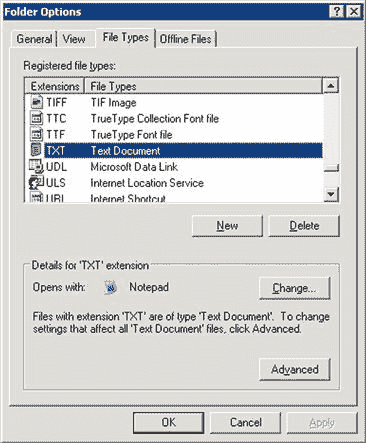 Folder Options
General View File Types Offline Files
Registered file types:
Extensions File Types
TIFF TIF Image
TTC TrueType Collection Font file
TTF TrueType Font file
TXT Text Document
UDL Microsoft Data Link
ULS Internet Location Service
URL Internet Shortcut
New Delete
Details for 'TXT' extension
Opens with: Notepad Change...
Files with extension 'TXT' are of type 'Text Document'. To change
settings that affect all 'Text Document' files, click Advanced.
Advanced
OK Cancel Apply